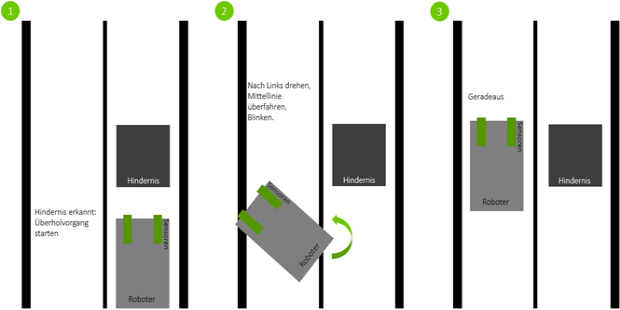 1
Hindernis
Hindernis erkannt:
Überholvorgang
starten
Sensoren
Roboter
2
Nach Links drehen,
Mittellinie
überfahren,
Blinken.
Hindernis
Sensoren
Roboter
3
Geradeaus
Sensoren
Hindernis
Roboter